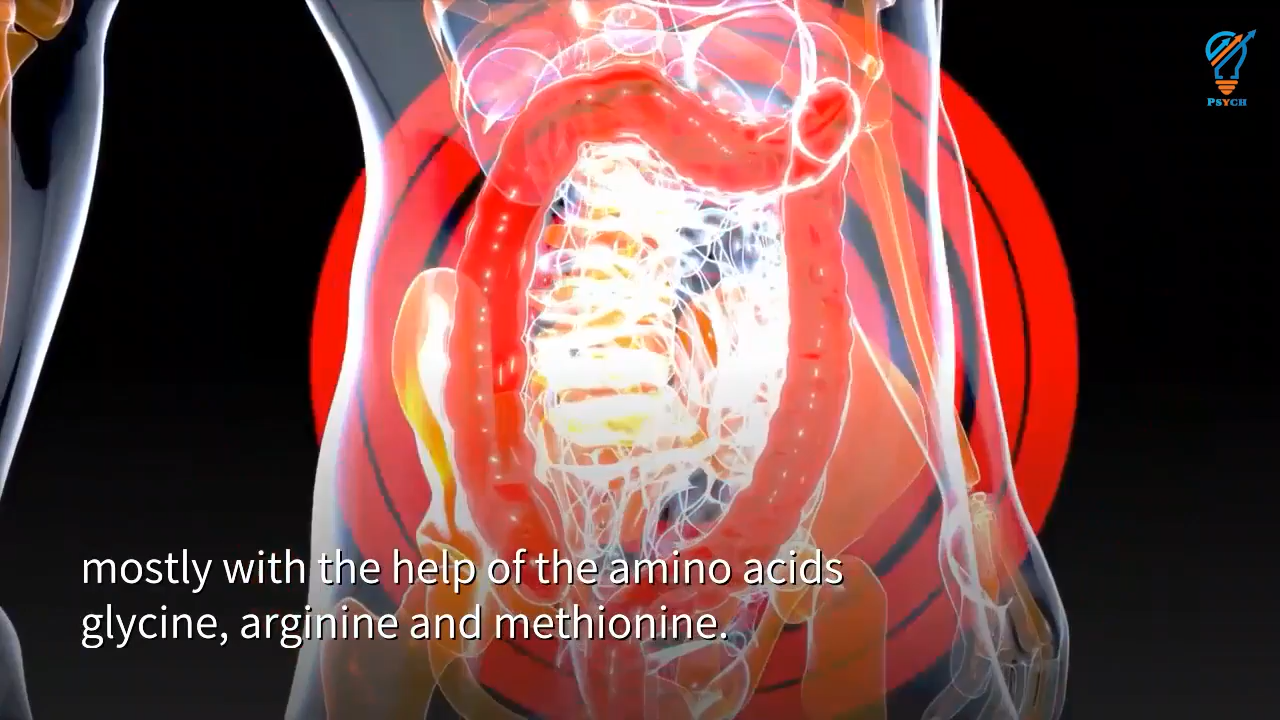 PSYCH
mostly with the help of the amino acids
glycine, arginine and methionine.